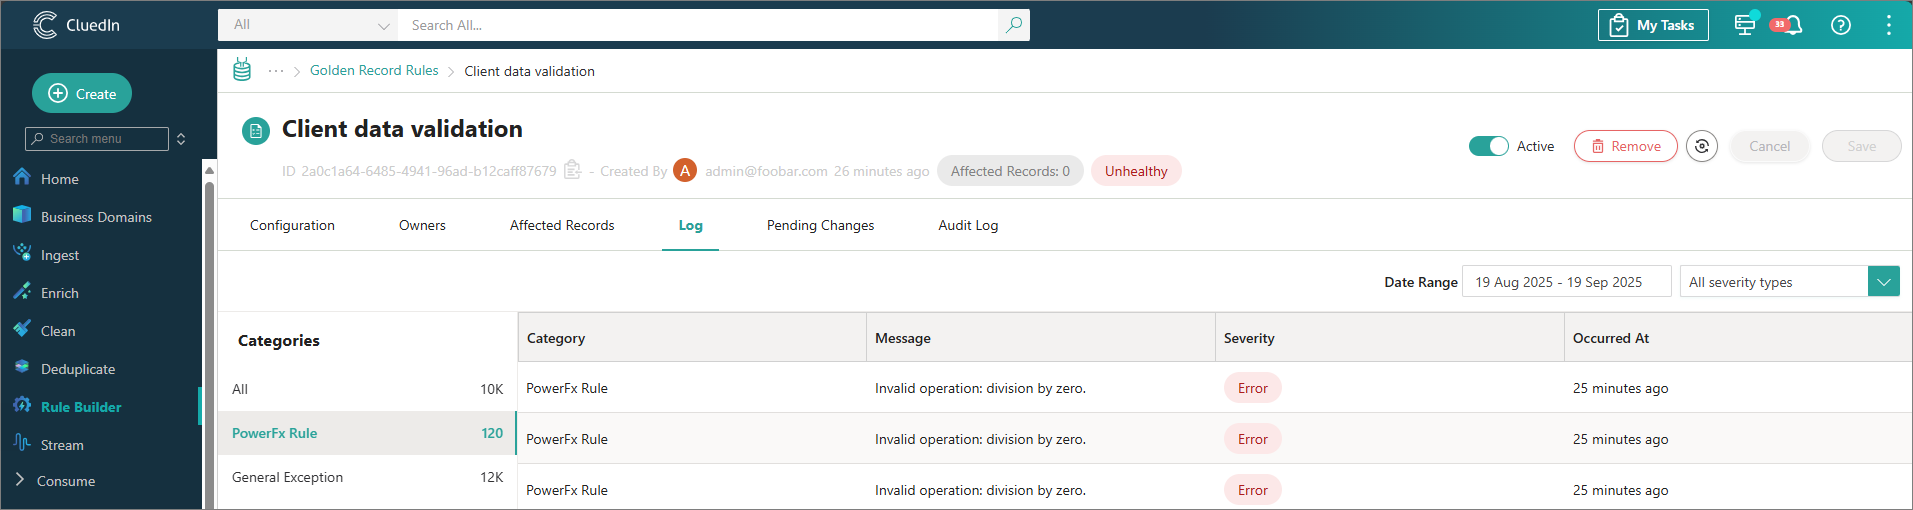 CluedIn
All
Search All...
My Tasks
33
Create
Search menu
Home
Business Domains
Ingest
Enrich
Clean
Deduplicate
Rule Builder
Stream
Consume
... > Golden Record Rules > Client data validation
Client data validation
ID 2a0c1a64-6485-4941-96ad-b12caff87679 - Created By A admin@foobar.com 26 minutes ago Affected Records: 0 Unhealthy
Active Remove Cancel Save
Configuration Owners Affected Records Log Pending Changes Audit Log
Date Range 19 Aug 2025 - 19 Sep 2025 All severity types
Categories
All 10K
PowerFx Rule 120
General Exception 12K
Category Message Severity Occurred At
PowerFx Rule Invalid operation: division by zero. Error 25 minutes ago
PowerFx Rule Invalid operation: division by zero. Error 25 minutes ago
PowerFx Rule Invalid operation: division by zero. Error 25 minutes ago